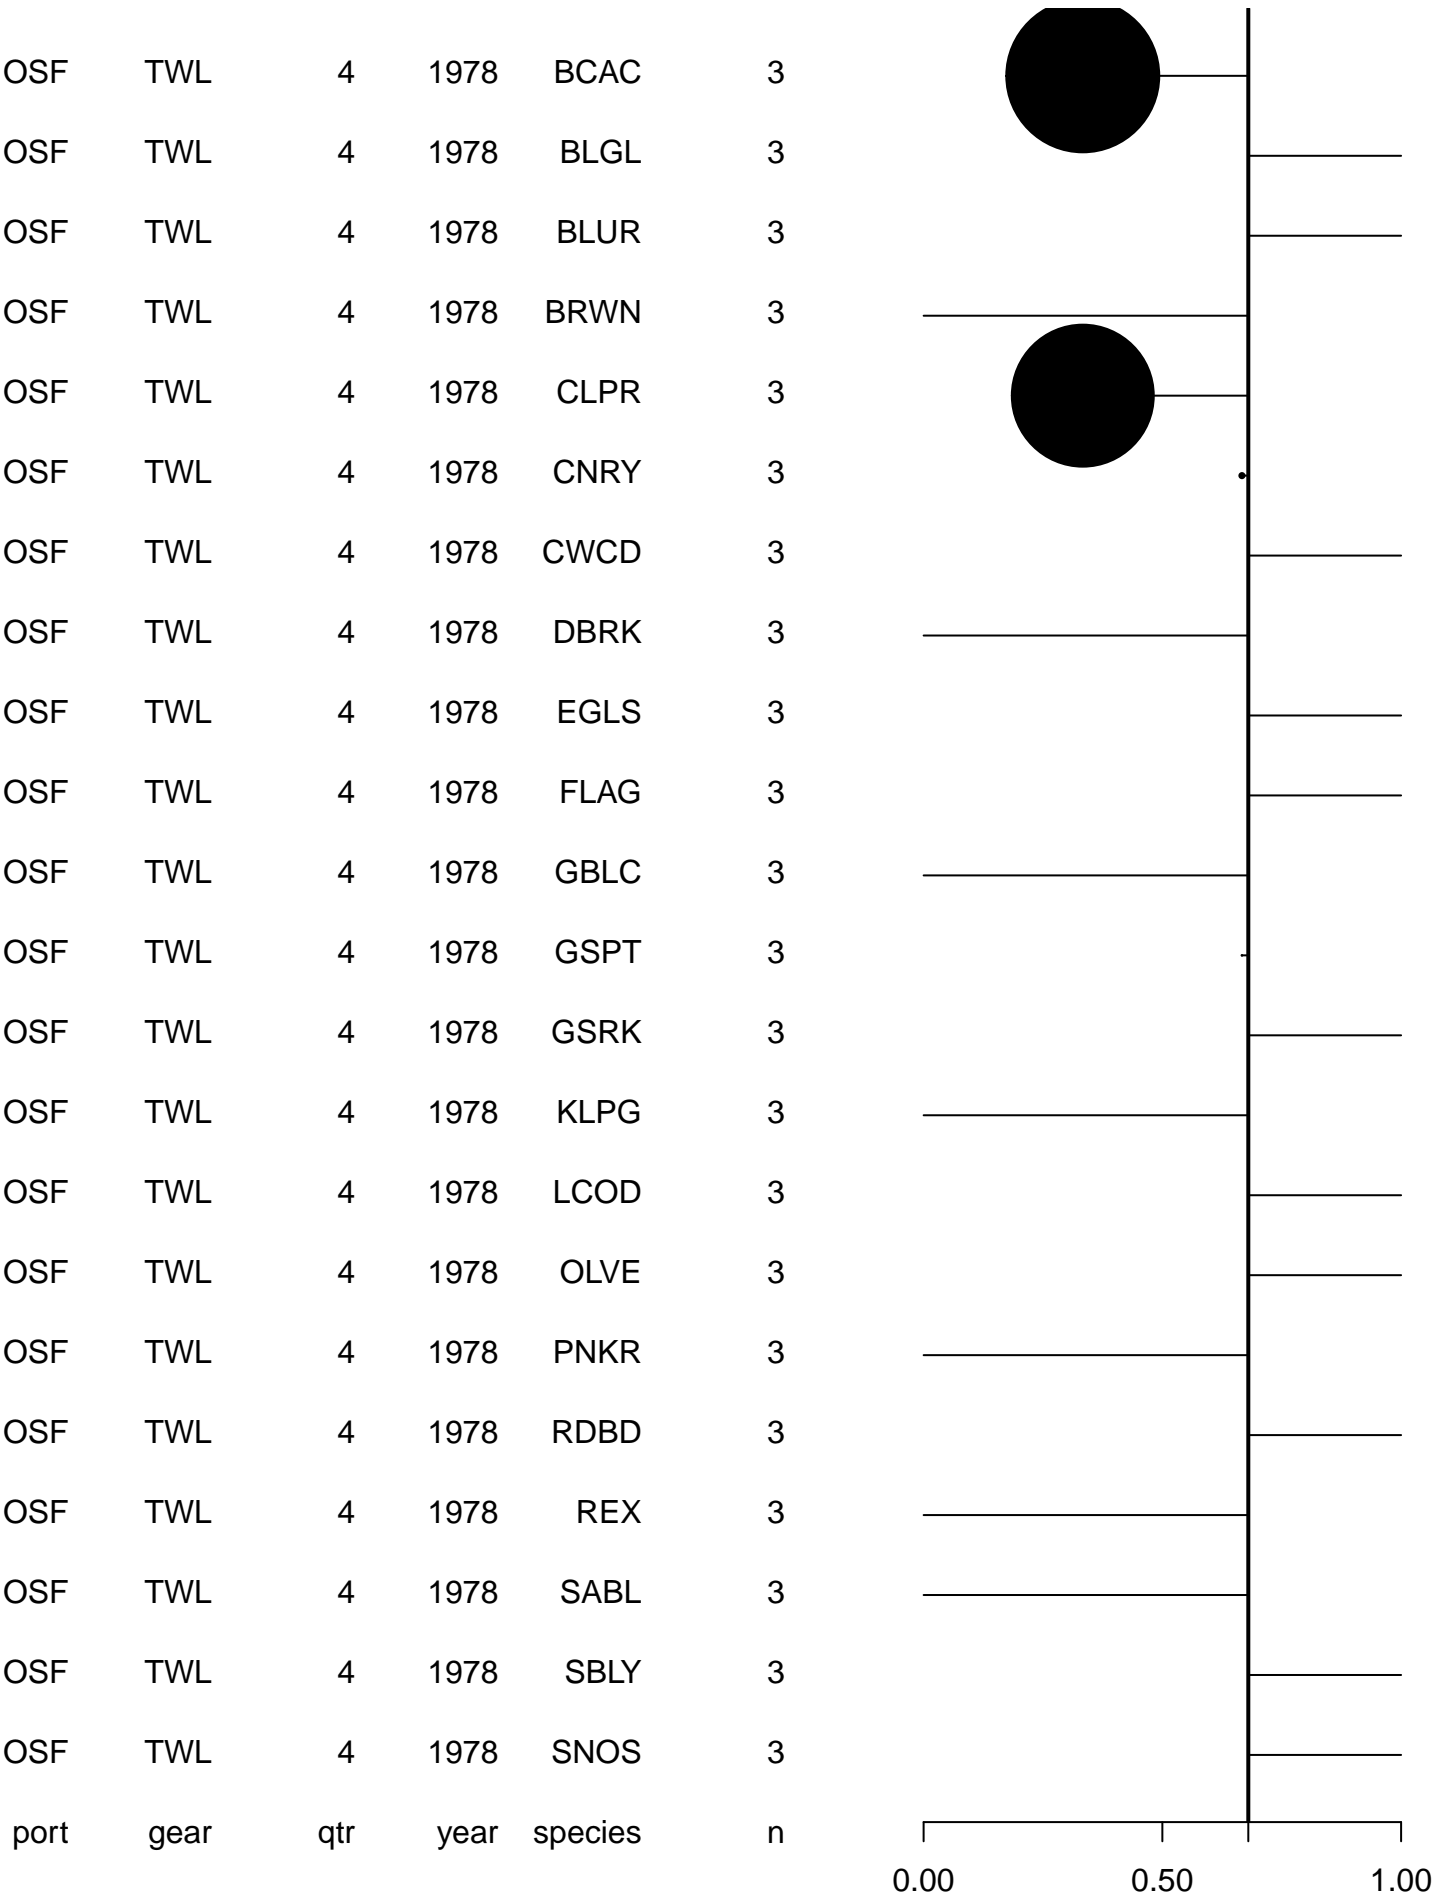 OSF TWL 4 1978 BCAC 3
OSF TWL 4 1978 BLGL 3
OSF TWL 4 1978 BLUR 3
OSF TWL 4 1978 BRWN 3
OSF TWL 4 1978 CLPR 3
OSF TWL 4 1978 CNRY 3
OSF TWL 4 1978 CWCD 3
OSF TWL 4 1978 DBRK 3
OSF TWL 4 1978 EGLS 3
OSF TWL 4 1978 FLAG 3
OSF TWL 4 1978 GBLC 3
OSF TWL 4 1978 GSPT 3
OSF TWL 4 1978 GSRK 3
OSF TWL 4 1978 KLPG 3
OSF TWL 4 1978 LCOD 3
OSF TWL 4 1978 OLVE 3
OSF TWL 4 1978 PNKR 3
OSF TWL 4 1978 RDBD 3
OSF TWL 4 1978 REX 3
OSF TWL 4 1978 SABL 3
OSF TWL 4 1978 SBLY 3
OSF TWL 4 1978 SNOS 3
port gear qtr year species n
0.00 0.50 1.00